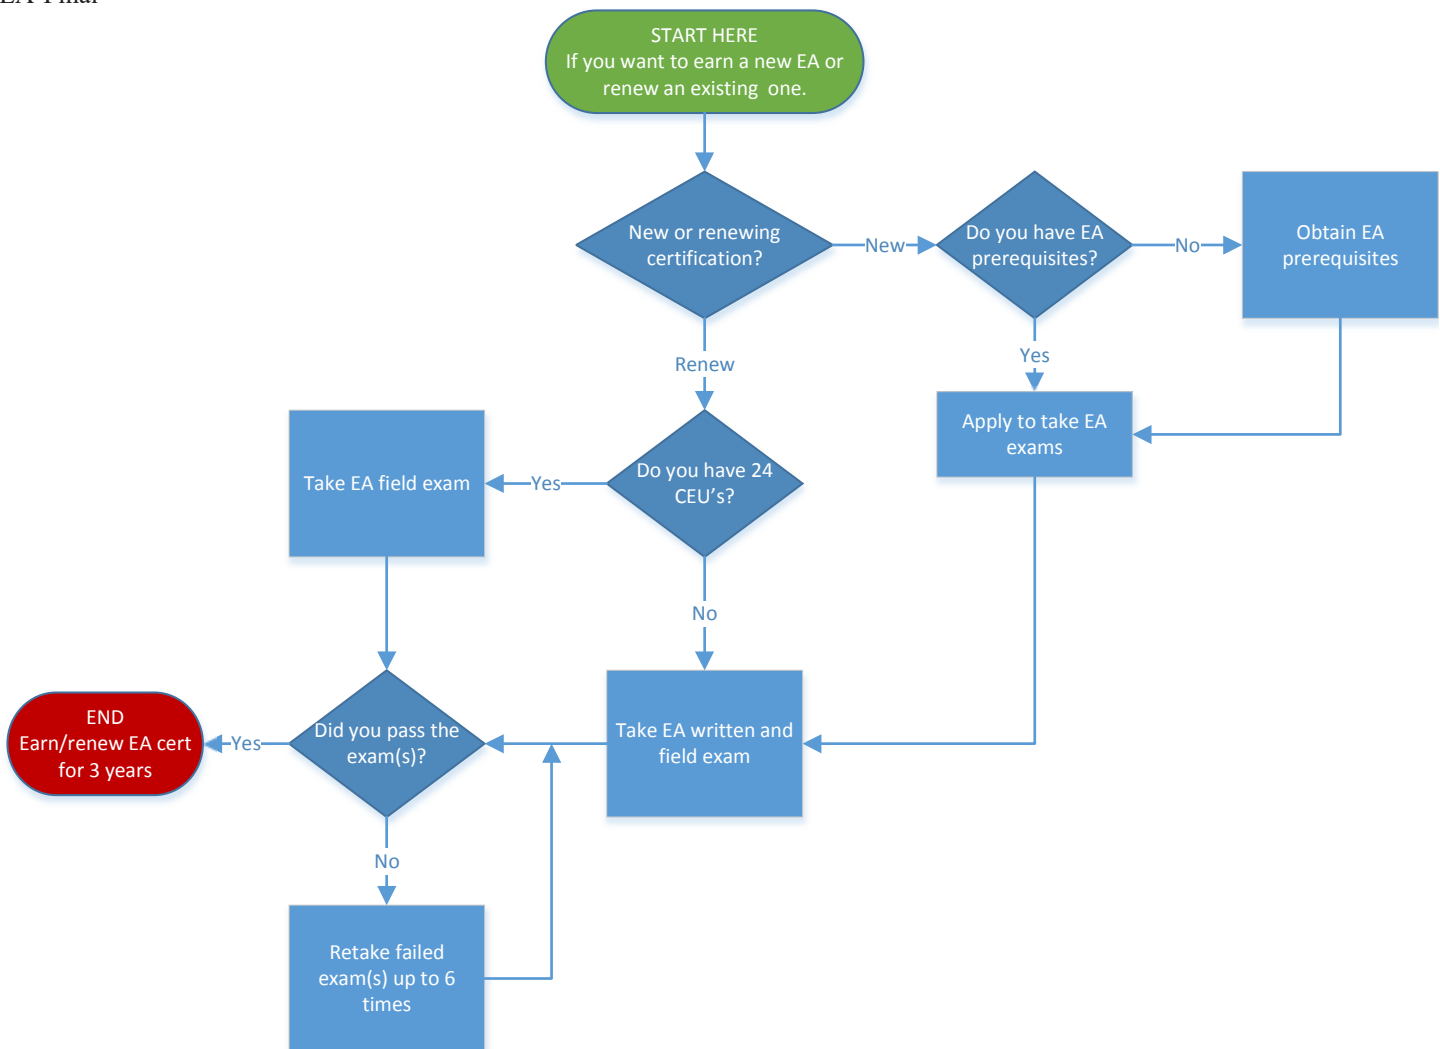 START HERE
If you want to earn a new EA or
renew an existing one.
New or renewing
certification?
New
Do you have EA
prerequisites?
No
Obtain EA
prerequisites
Renew
Yes
Apply to take EA
exams
Take EA field exam
Yes
Do you have 24
CEU's?
No
END
Earn/renew EA cert
for 3 years
Yes
Did you pass the
exam(s)?
Take EA written and
field exam
No
Retake failed
exam(s) up to 6
times